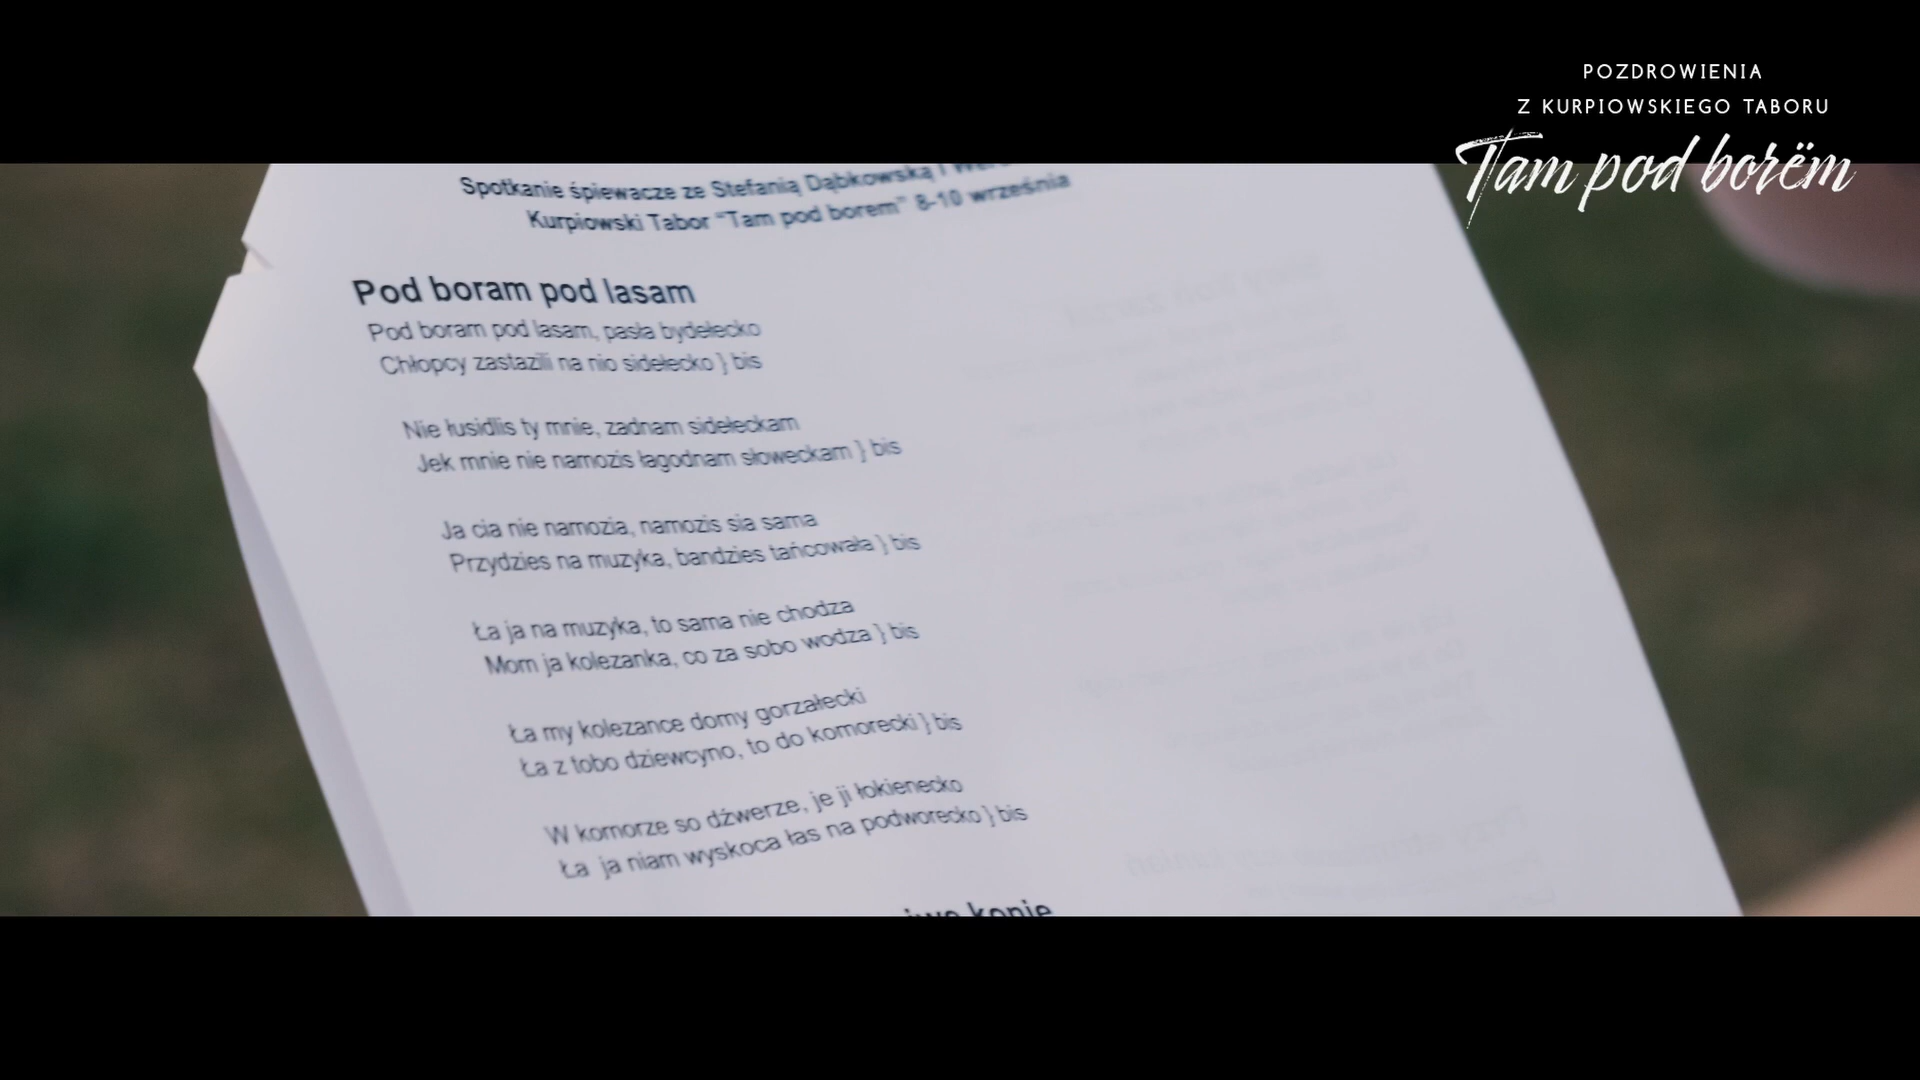 POZDROWIENIA
Z KURPIOWSKIEGO TABORU
Tam pod borëm
Spotkanie śpiewacze ze Stefanią Dąbkowską i
Kurpiowski Tabor “Tam pod borem” 8-10 września
Pod boram pod lasam
Pod boram pod lasam, pasła bydełecko
Chłopcy zastazili na nio sidełecko } bis
Nie łusidlis ty mnie, zadnam sidełeckam
Jek mnie nie namozis łagodnam słoweckam } bis
Ja cia nie namozia, namozis sia sama
Przydzies na muzyka, bandzies tańcowała } bis
Ła ja na muzyka, to sama nie chodza
Mom ja kolezanka, co za sobo wodza } bis
Ła my kolezance domy gorzałecki
Ła z tobo dziewcyno, to do komorecki } bis
W komorze so dźwerze, je ji łokienecko
Ła ja niam wyskoca łas na podworecko } bis
konie